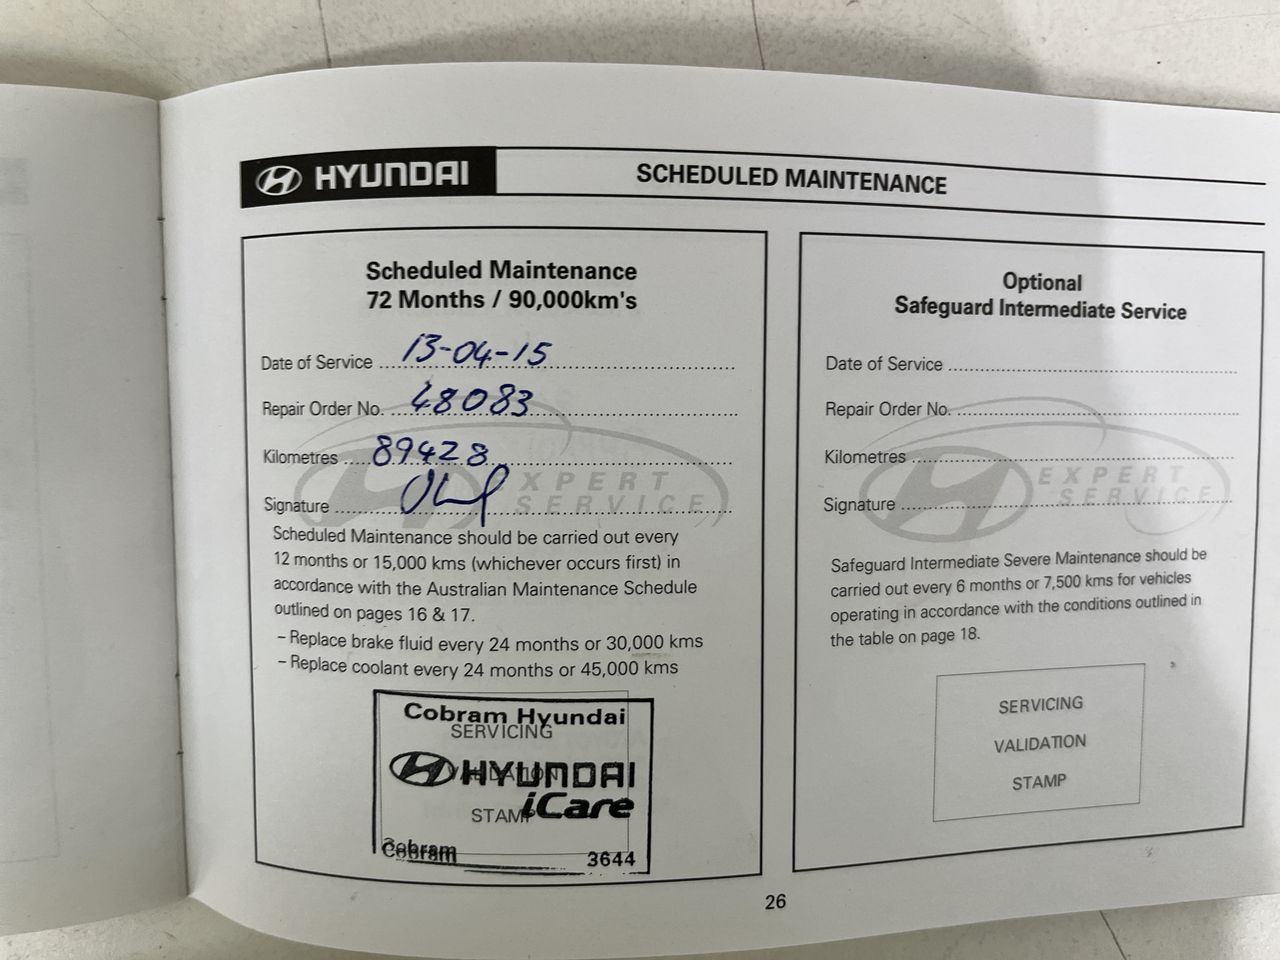 HYUNDAI
SCHEDULED MAINTENANCE
Scheduled Maintenance
72 Months / 90,000km's
Date of Service 13-04-15
Repair Order No. 48083
Kilometres 89428
Signature
EXPERT
SERVICE
Scheduled Maintenance should be carried out every
12 months or 15,000 kms (whichever occurs first) in
accordance with the Australian Maintenance Schedule
outlined on pages 16 & 17.
– Replace brake fluid every 24 months or 30,000 kms
– Replace coolant every 24 months or 45,000 kms
Cobram Hyundai
SERVICING
VALIDATION
HYUNDAI
STAMP
iCare
Cobram 3644
Optional
Safeguard Intermediate Service
Date of Service
Repair Order No.
Kilometres
Signature
EXPERT
SERVICE
Safeguard Intermediate Severe Maintenance should be
carried out every 6 months or 7,500 kms for vehicles
operating in accordance with the conditions outlined in
the table on page 18.
SERVICING
VALIDATION
STAMP
26